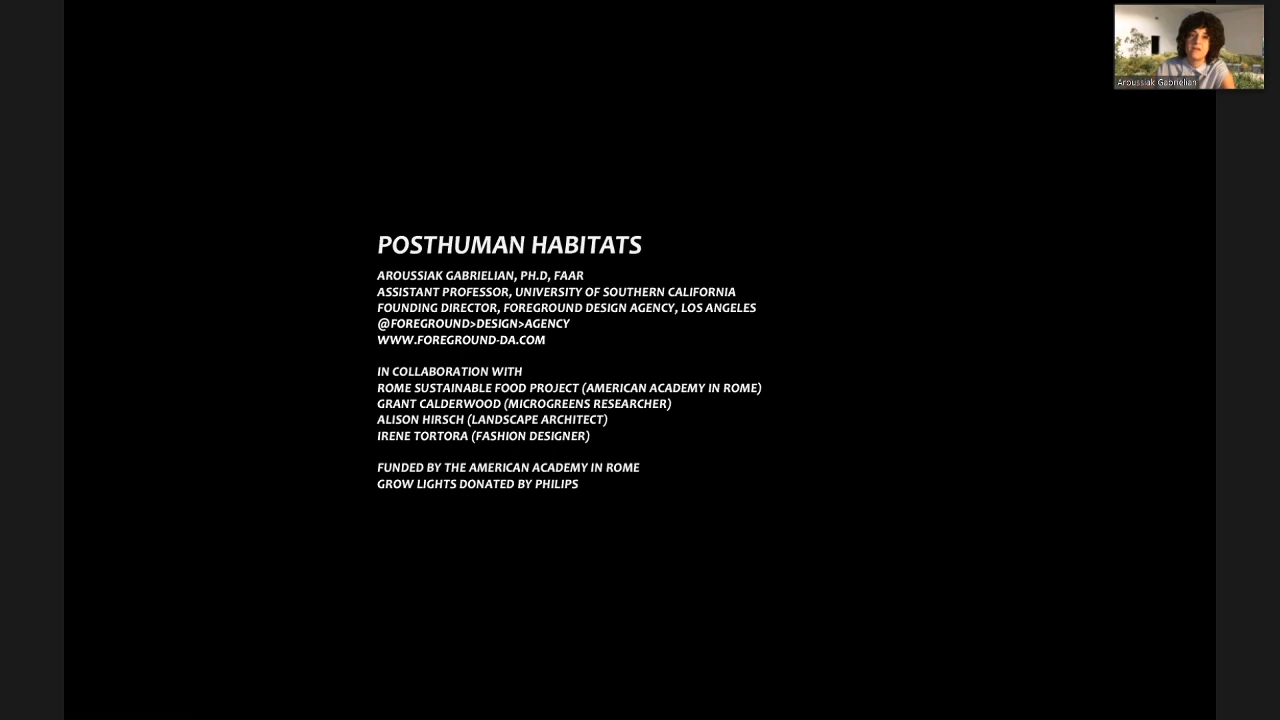 Aroussiak Gabrielian
POSTHUMAN HABITATS
AROUSSIAK GABRIELIAN, PH.D, FAAR
ASSISTANT PROFESSOR, UNIVERSITY OF SOUTHERN CALIFORNIA
FOUNDING DIRECTOR, FOREGROUND DESIGN AGENCY, LOS ANGELES
@FOREGROUND>DESIGN>AGENCY
WWW.FOREGROUND-DA.COM
IN COLLABORATION WITH
ROME SUSTAINABLE FOOD PROJECT (AMERICAN ACADEMY IN ROME)
GRANT CALDERWOOD (MICROGREENS RESEARCHER)
ALISON HIRSCH (LANDSCAPE ARCHITECT)
IRENE TORTORA (FASHION DESIGNER)
FUNDED BY THE AMERICAN ACADEMY IN ROME
GROW LIGHTS DONATED BY PHILIPS